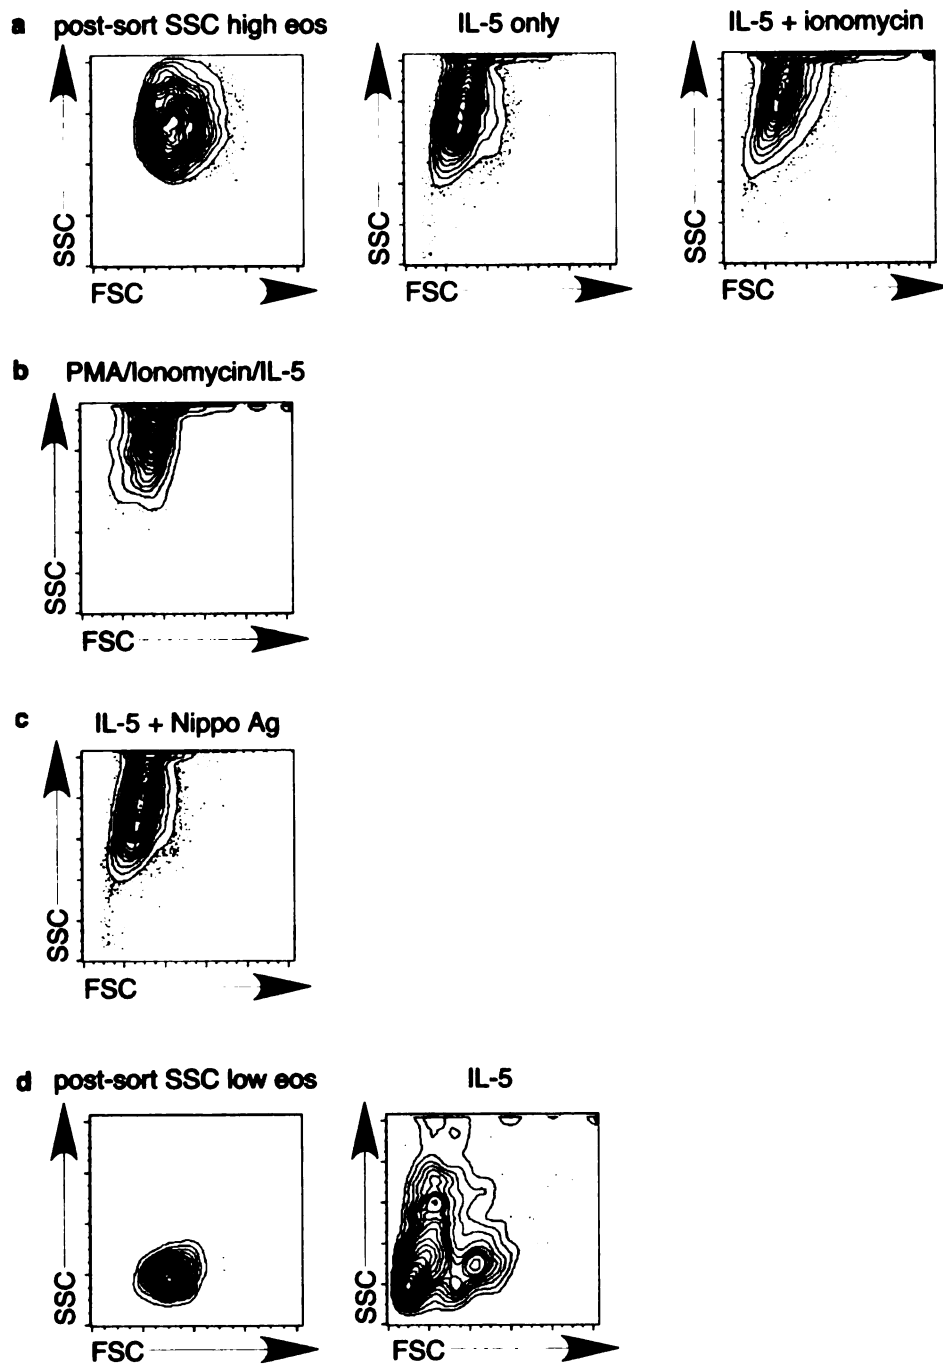 a post-sort SSC high eos IL-5 only IL-5 + ionomycin
SSC SSC SSC
FSC FSC FSC
b PMA/Ionomycin/IL-5
SSC
FSC
c IL-5 + Nippo Ag
SSC
FSC
d post-sort SSC low eos IL-5
SSC SSC
FSC FSC